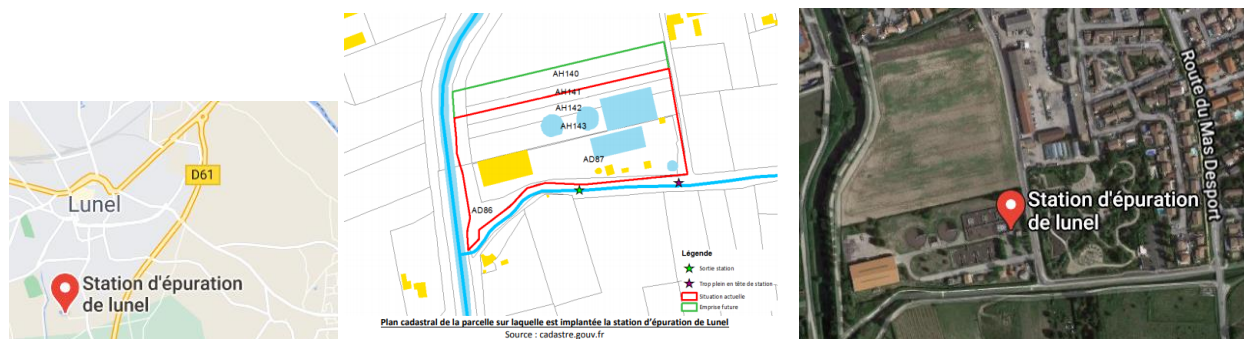 D61
Lunel
Station d'épuration
de lunel
AH140
AH141
AH142
AH143
AD87
AD86
Légende
Sortie station
Trop plein en tête de station
Situation actuelle
Emprise future
Plan cadastral de la parcelle sur laquelle est implantée la station d'épuration de Lunel
Source : cadastre.gouv.fr
Route du Mas Desport
Station d'épuration
de lunel